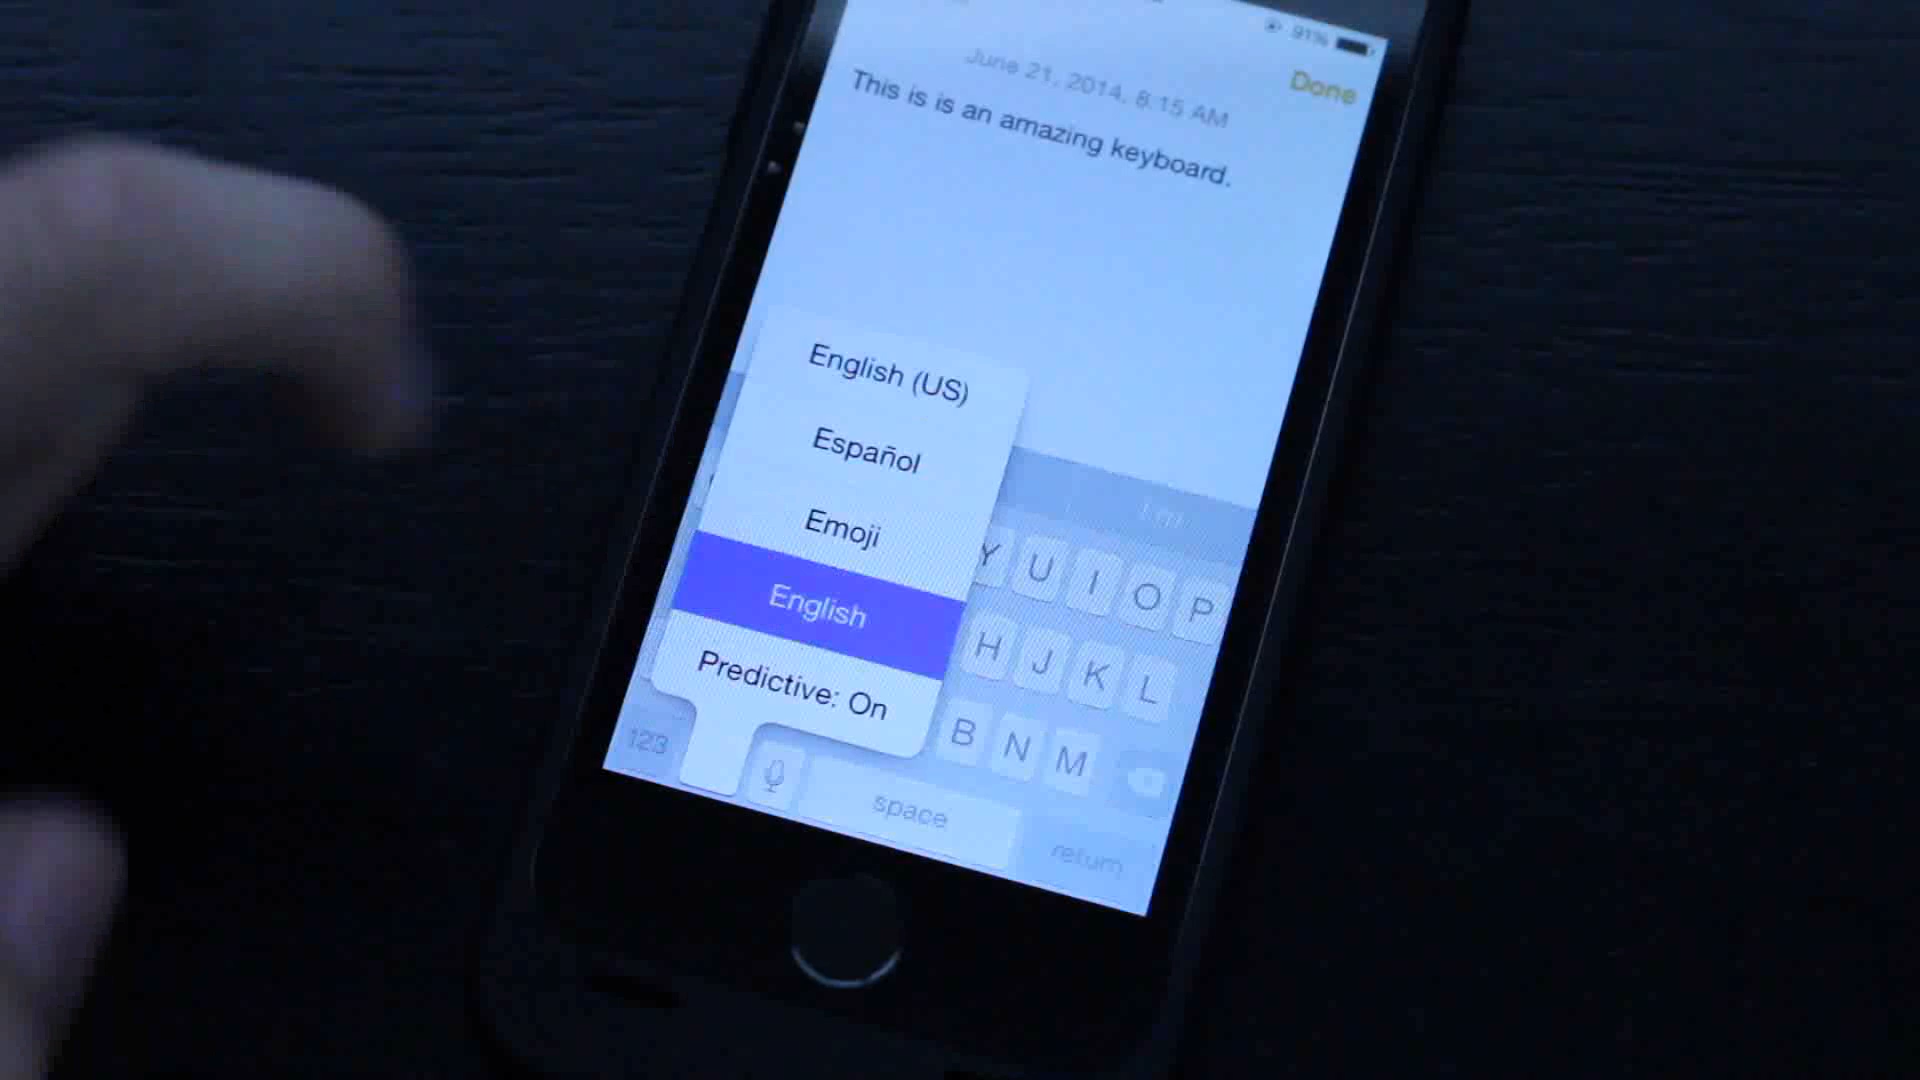 91%
Done
June 21, 2014, 8:15 AM
This is is an amazing keyboard.
English (US)
Español
Emoji
English
Predictive: On
Y U I O P
H J K L
B N M
123
space
return